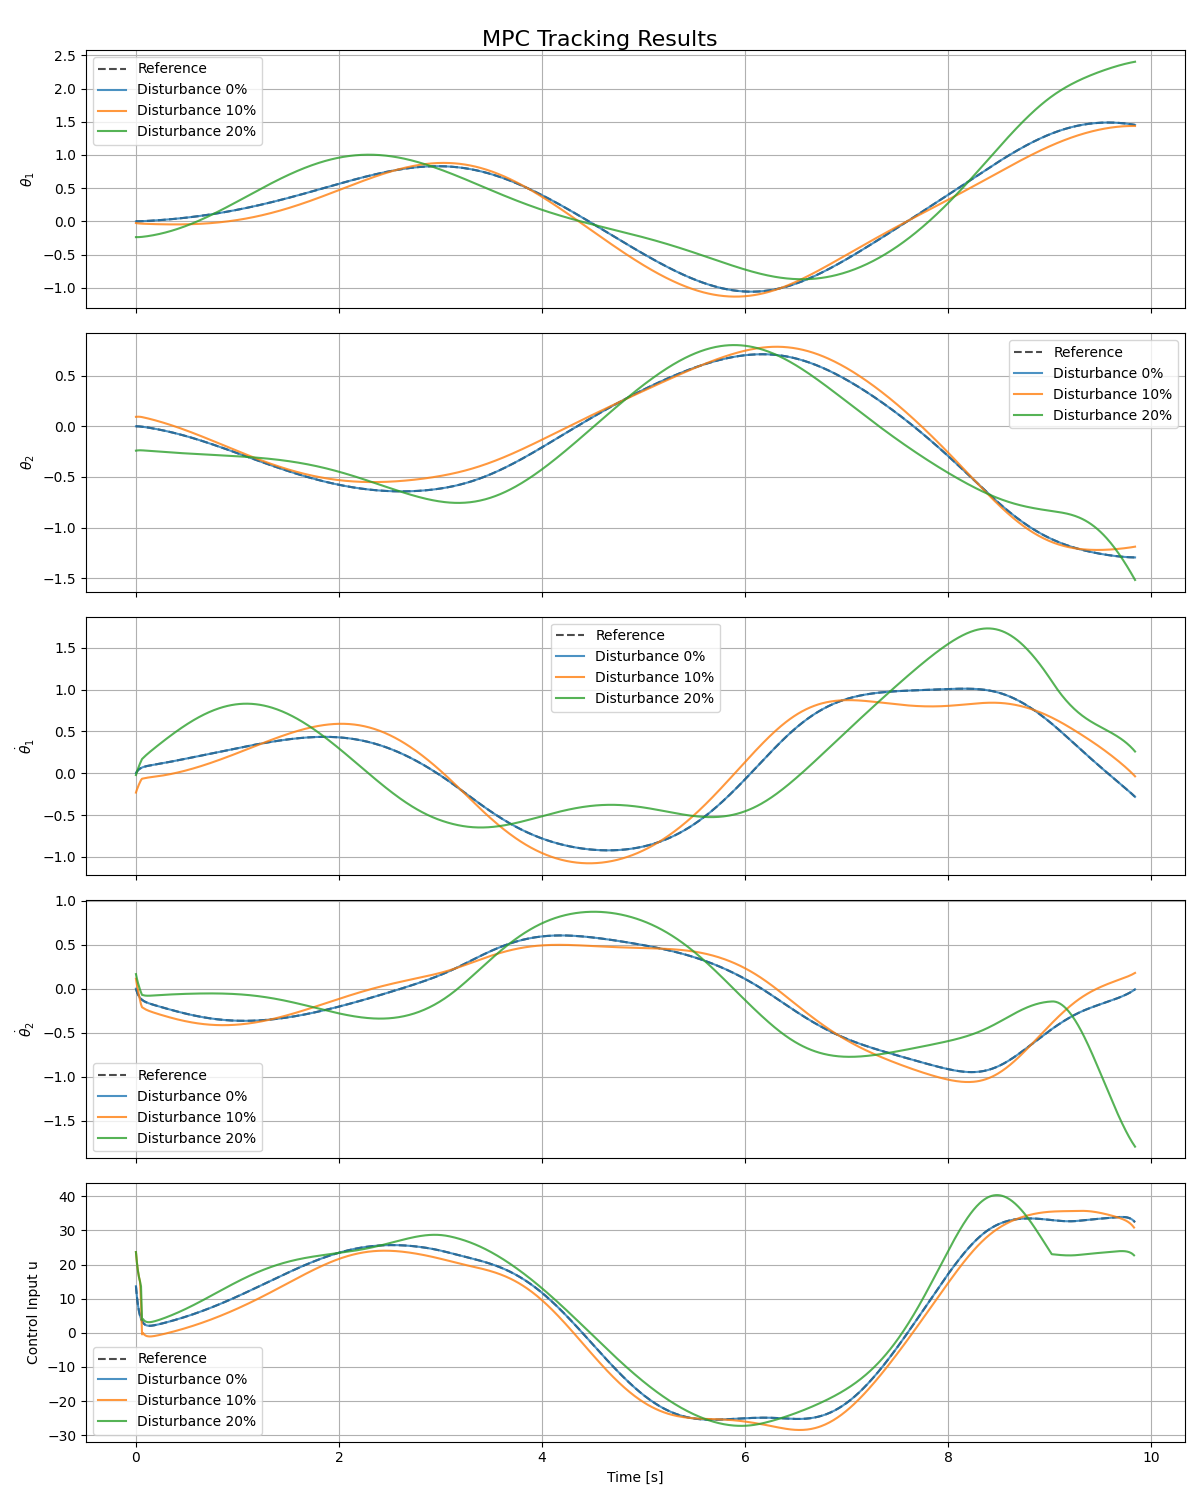 MPC Tracking Results
2.5
2.0
1.5
1.0
0.5
0.0
−0.5
−1.0
θ1
Reference
Disturbance 0%
Disturbance 10%
Disturbance 20%
0.5
0.0
−0.5
−1.0
−1.5
θ2
Reference
Disturbance 0%
Disturbance 10%
Disturbance 20%
1.5
1.0
0.5
0.0
−0.5
−1.0
θ̇1
Reference
Disturbance 0%
Disturbance 10%
Disturbance 20%
1.0
0.5
0.0
−0.5
−1.0
−1.5
θ̇2
Reference
Disturbance 0%
Disturbance 10%
Disturbance 20%
40
30
20
10
0
−10
−20
−30
Control Input u
Reference
Disturbance 0%
Disturbance 10%
Disturbance 20%
0 2 4 6 8 10
Time [s]